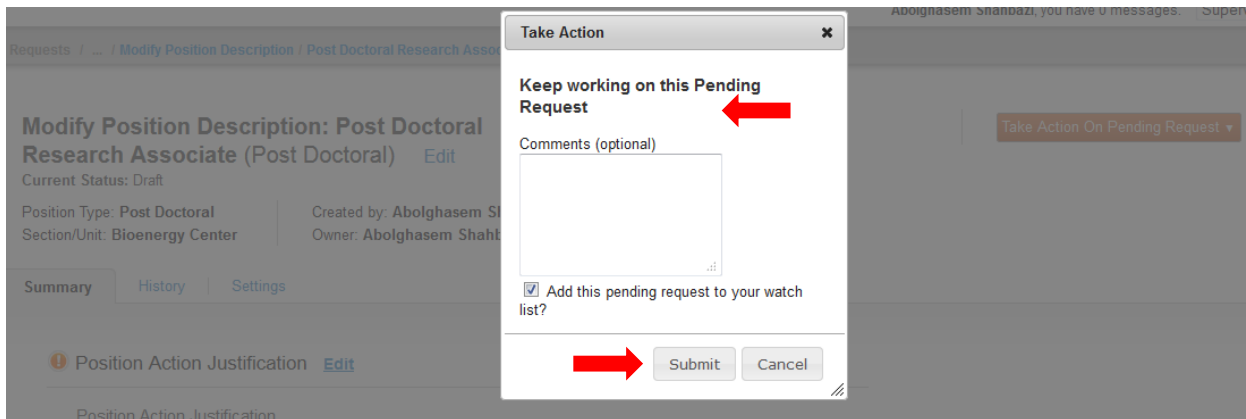 Abolghasem Shahbazi, you have 0 messages. Superv
Requests / ... / Modify Position Description / Post Doctoral Research Assoc
Take Action
Keep working on this Pending
Request
Comments (optional)
Add this pending request to your watch
list?
Submit Cancel
Modify Position Description: Post Doctoral
Research Associate (Post Doctoral) Edit
Current Status: Draft
Position Type: Post Doctoral Created by: Abolghasem S
Section/Unit: Bioenergy Center Owner: Abolghasem Shahb
Take Action On Pending Request
Summary History Settings
Position Action Justification Edit
Position Action Justification